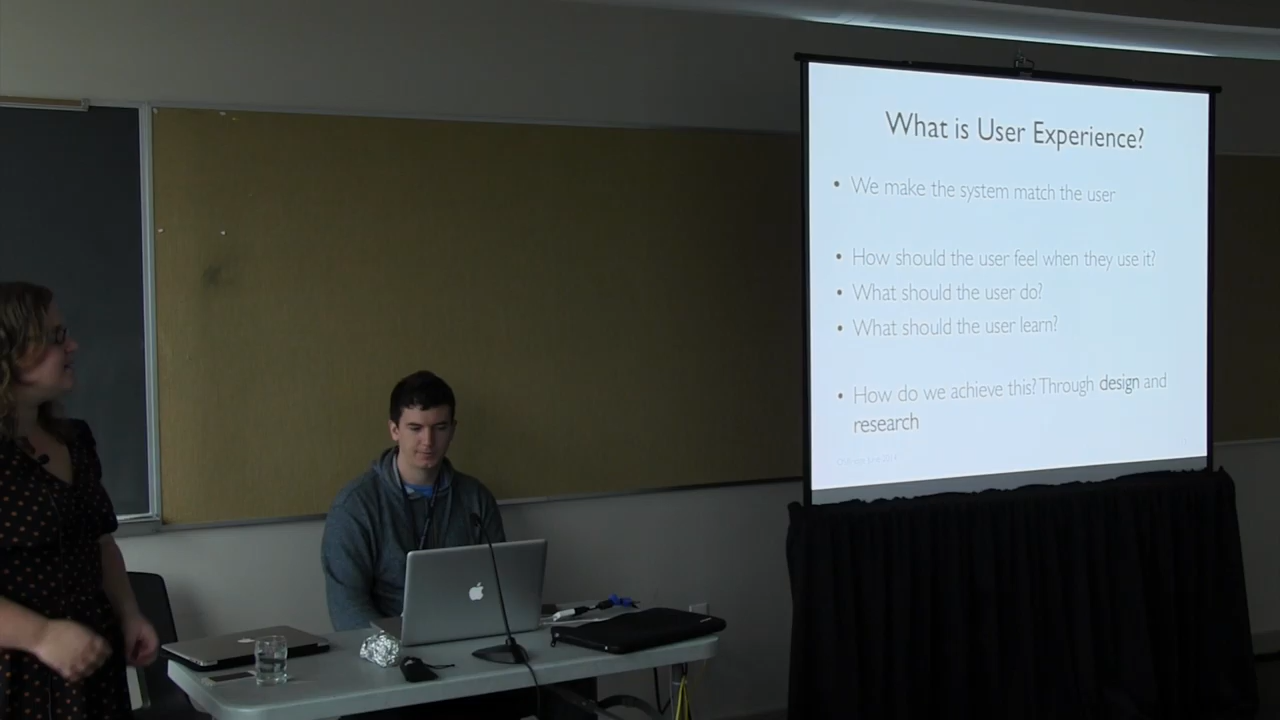 What is User Experience?
• We make the system match the user
• How should the user feel when they use it?
• What should the user do?
• What should the user learn?
• How do we achieve this? Through design and
research